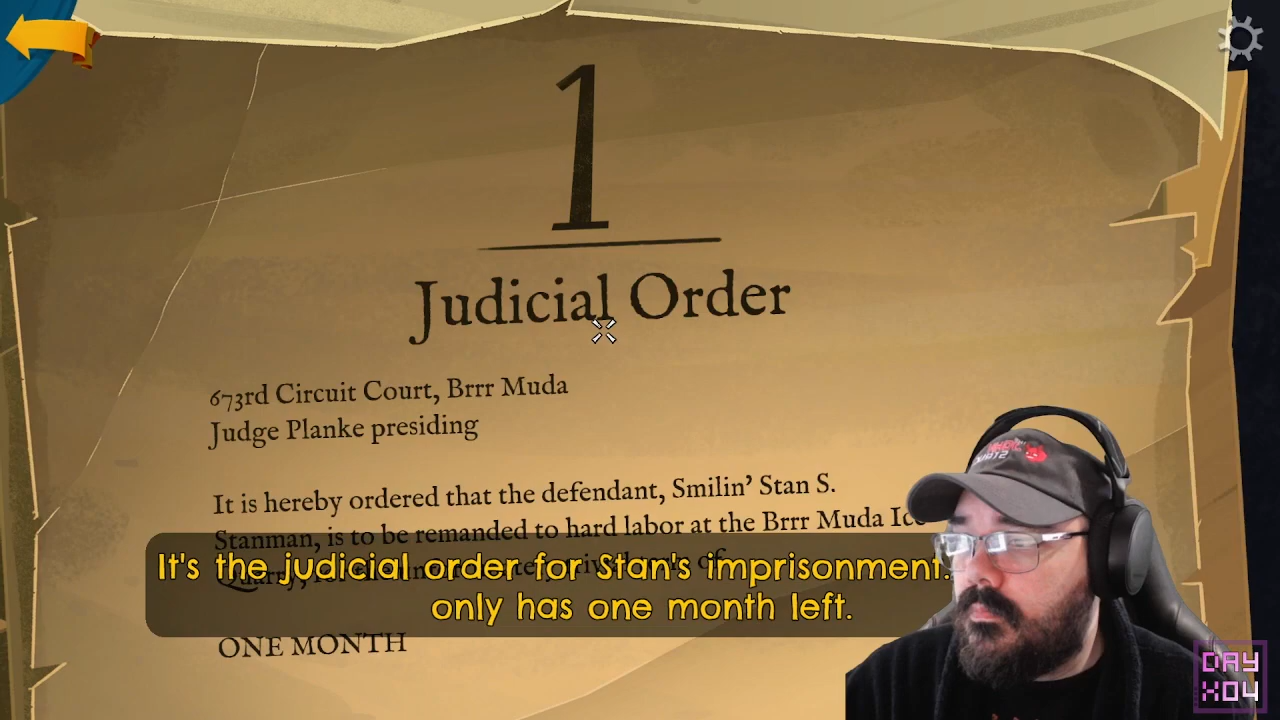 1
Judicial Order
673rd Circuit Court, Brrr Muda
Judge Planke presiding
It is hereby ordered that the defendant, Smilin' Stan S.
Stanman, is to be remanded to hard labor at the Brrr Muda Ice
It's the judicial order for Stan's imprisonment.
only has one month left.
ONE MONTH
DAY
X04